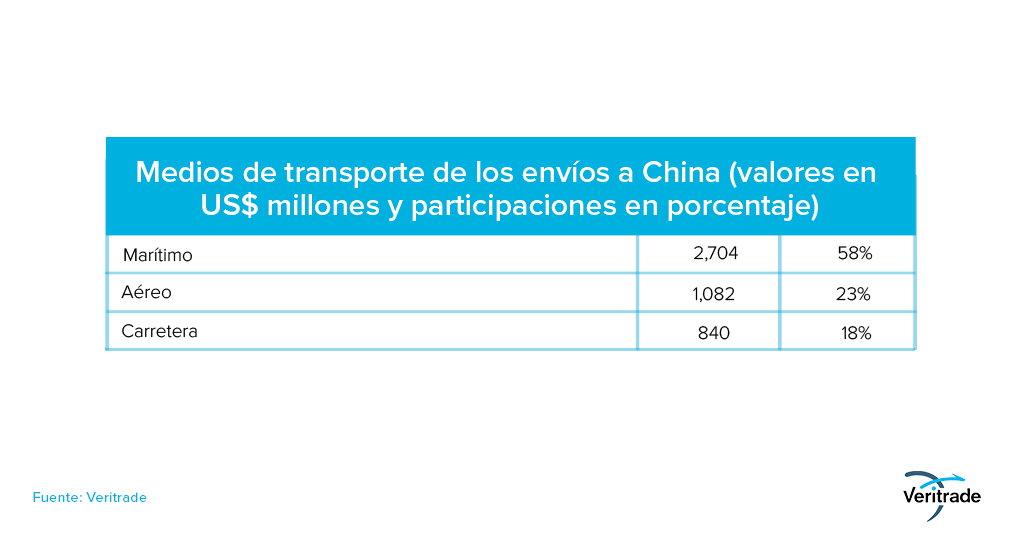 Medios de transporte de los envíos a China (valores en
US$ millones y participaciones en porcentaje)
Marítimo 2,704 58%
Aéreo 1,082 23%
Carretera 840 18%
Fuente: Veritrade
Veritrade